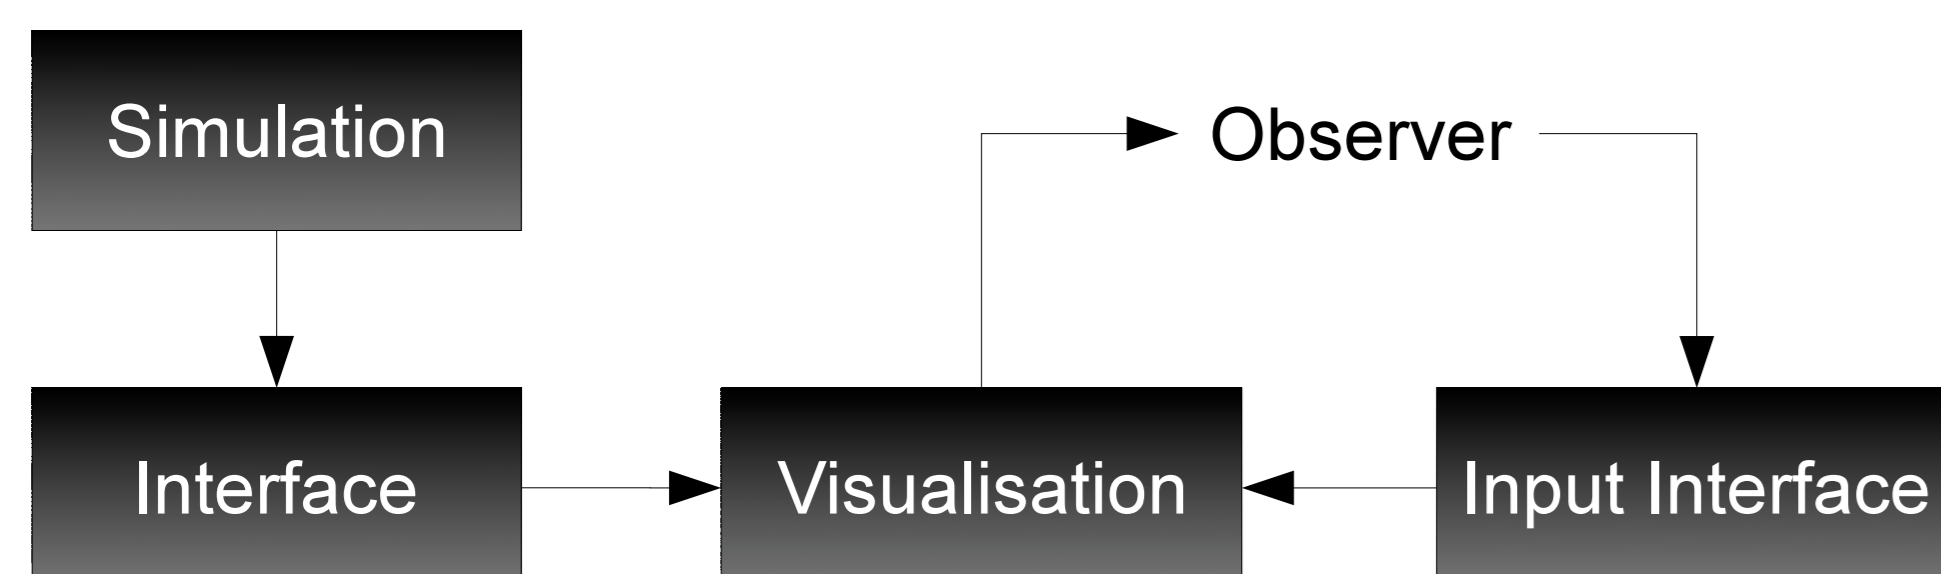 Simulation
Observer
Interface
Visualisation
Input Interface